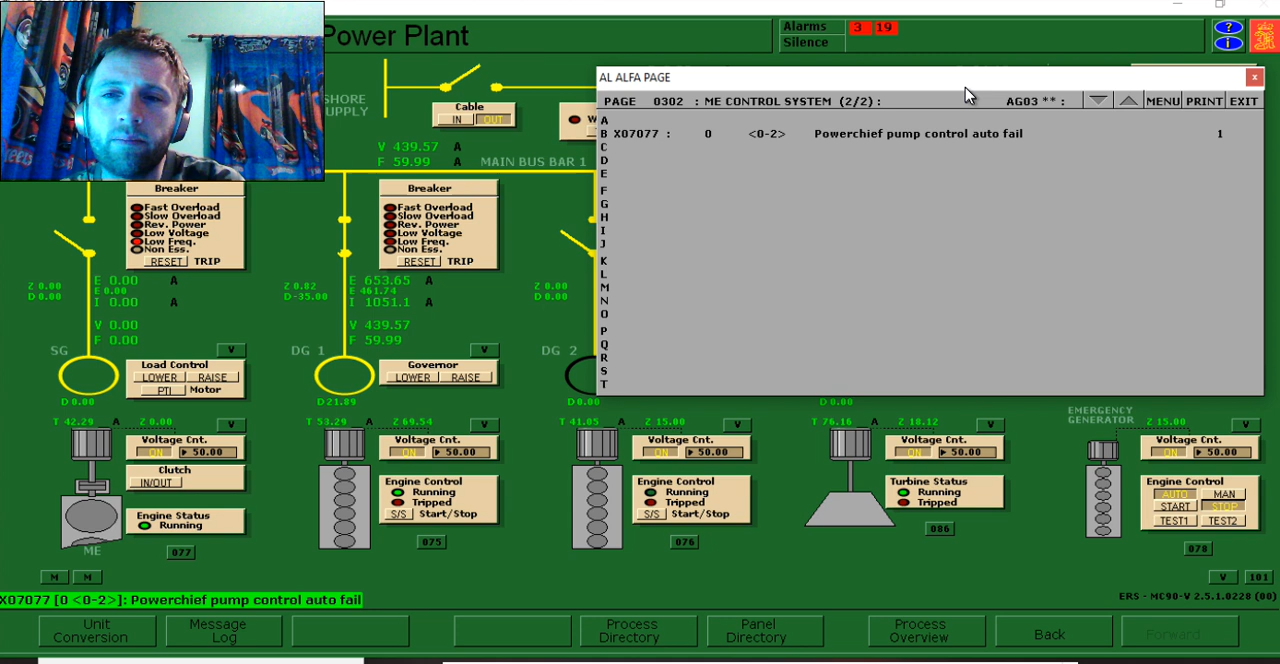 Power Plant
Alarms 3 19
Silence
? i
AL ALFA PAGE x
PAGE 0302 : ME CONTROL SYSTEM (2/2) : AG03 ** : MENU PRINT EXIT
A
B X07077 : 0 <0-2> Powerchief pump control auto fail 1
C
D
E
F
G
H
I
J
K
L
M
N
O
P
Q
R
S
T
SHORE
SUPPLY
Cable
IN OUT
W
V 439.57 A
F 59.99 A MAIN BUS BAR 1
Breaker
Fast Overload
Slow Overload
Rev. Power
Low Voltage
Low Freq.
Non Ess.
RESET TRIP
Breaker
Fast Overload
Slow Overload
Rev. Power
Low Voltage
Low Freq.
Non Ess.
RESET TRIP
Z 0.00
D 0.00
E 0.00 A
E 0.00
I 0.00 A
V 0.00
F 0.00
Z 0.82
D-35.00
E 653.65 A
E 461.74
I 1051.1 A
V 439.57
F 59.99
Z 0.00
D 0.00
SG V
Load Control
LOWER RAISE
PTI Motor
D 0.00
DG 1 V
Governor
LOWER RAISE
D 21.89
DG 2
D 0.00
D 0.00
T 42.29 A Z 0.00 V
Voltage Cnt.
ON 50.00
Clutch
IN/OUT
Engine Status
Running
ME
077
T 53.29 A Z 69.54 V
Voltage Cnt.
ON 50.00
Engine Control
Running
Tripped
S/S Start/Stop
075
T 41.05 A Z 15.00 V
Voltage Cnt.
ON 50.00
Engine Control
Running
Tripped
S/S Start/Stop
076
T 76.16 A Z 18.12 V
Voltage Cnt.
ON 50.00
Turbine Status
Running
Tripped
086
EMERGENCY
GENERATOR
Z 15.00 V
Voltage Cnt.
ON 50.00
Engine Control
AUTO MAN
START STOP
TEST1 TEST2
078
M M
V 101
X07077 [0 <0-2>]: Powerchief pump control auto fail
ERS - MC90-V 2.5.1.0228 (00)
Unit
Conversion
Message
Log
Process
Directory
Panel
Directory
Process
Overview
Back
Forward